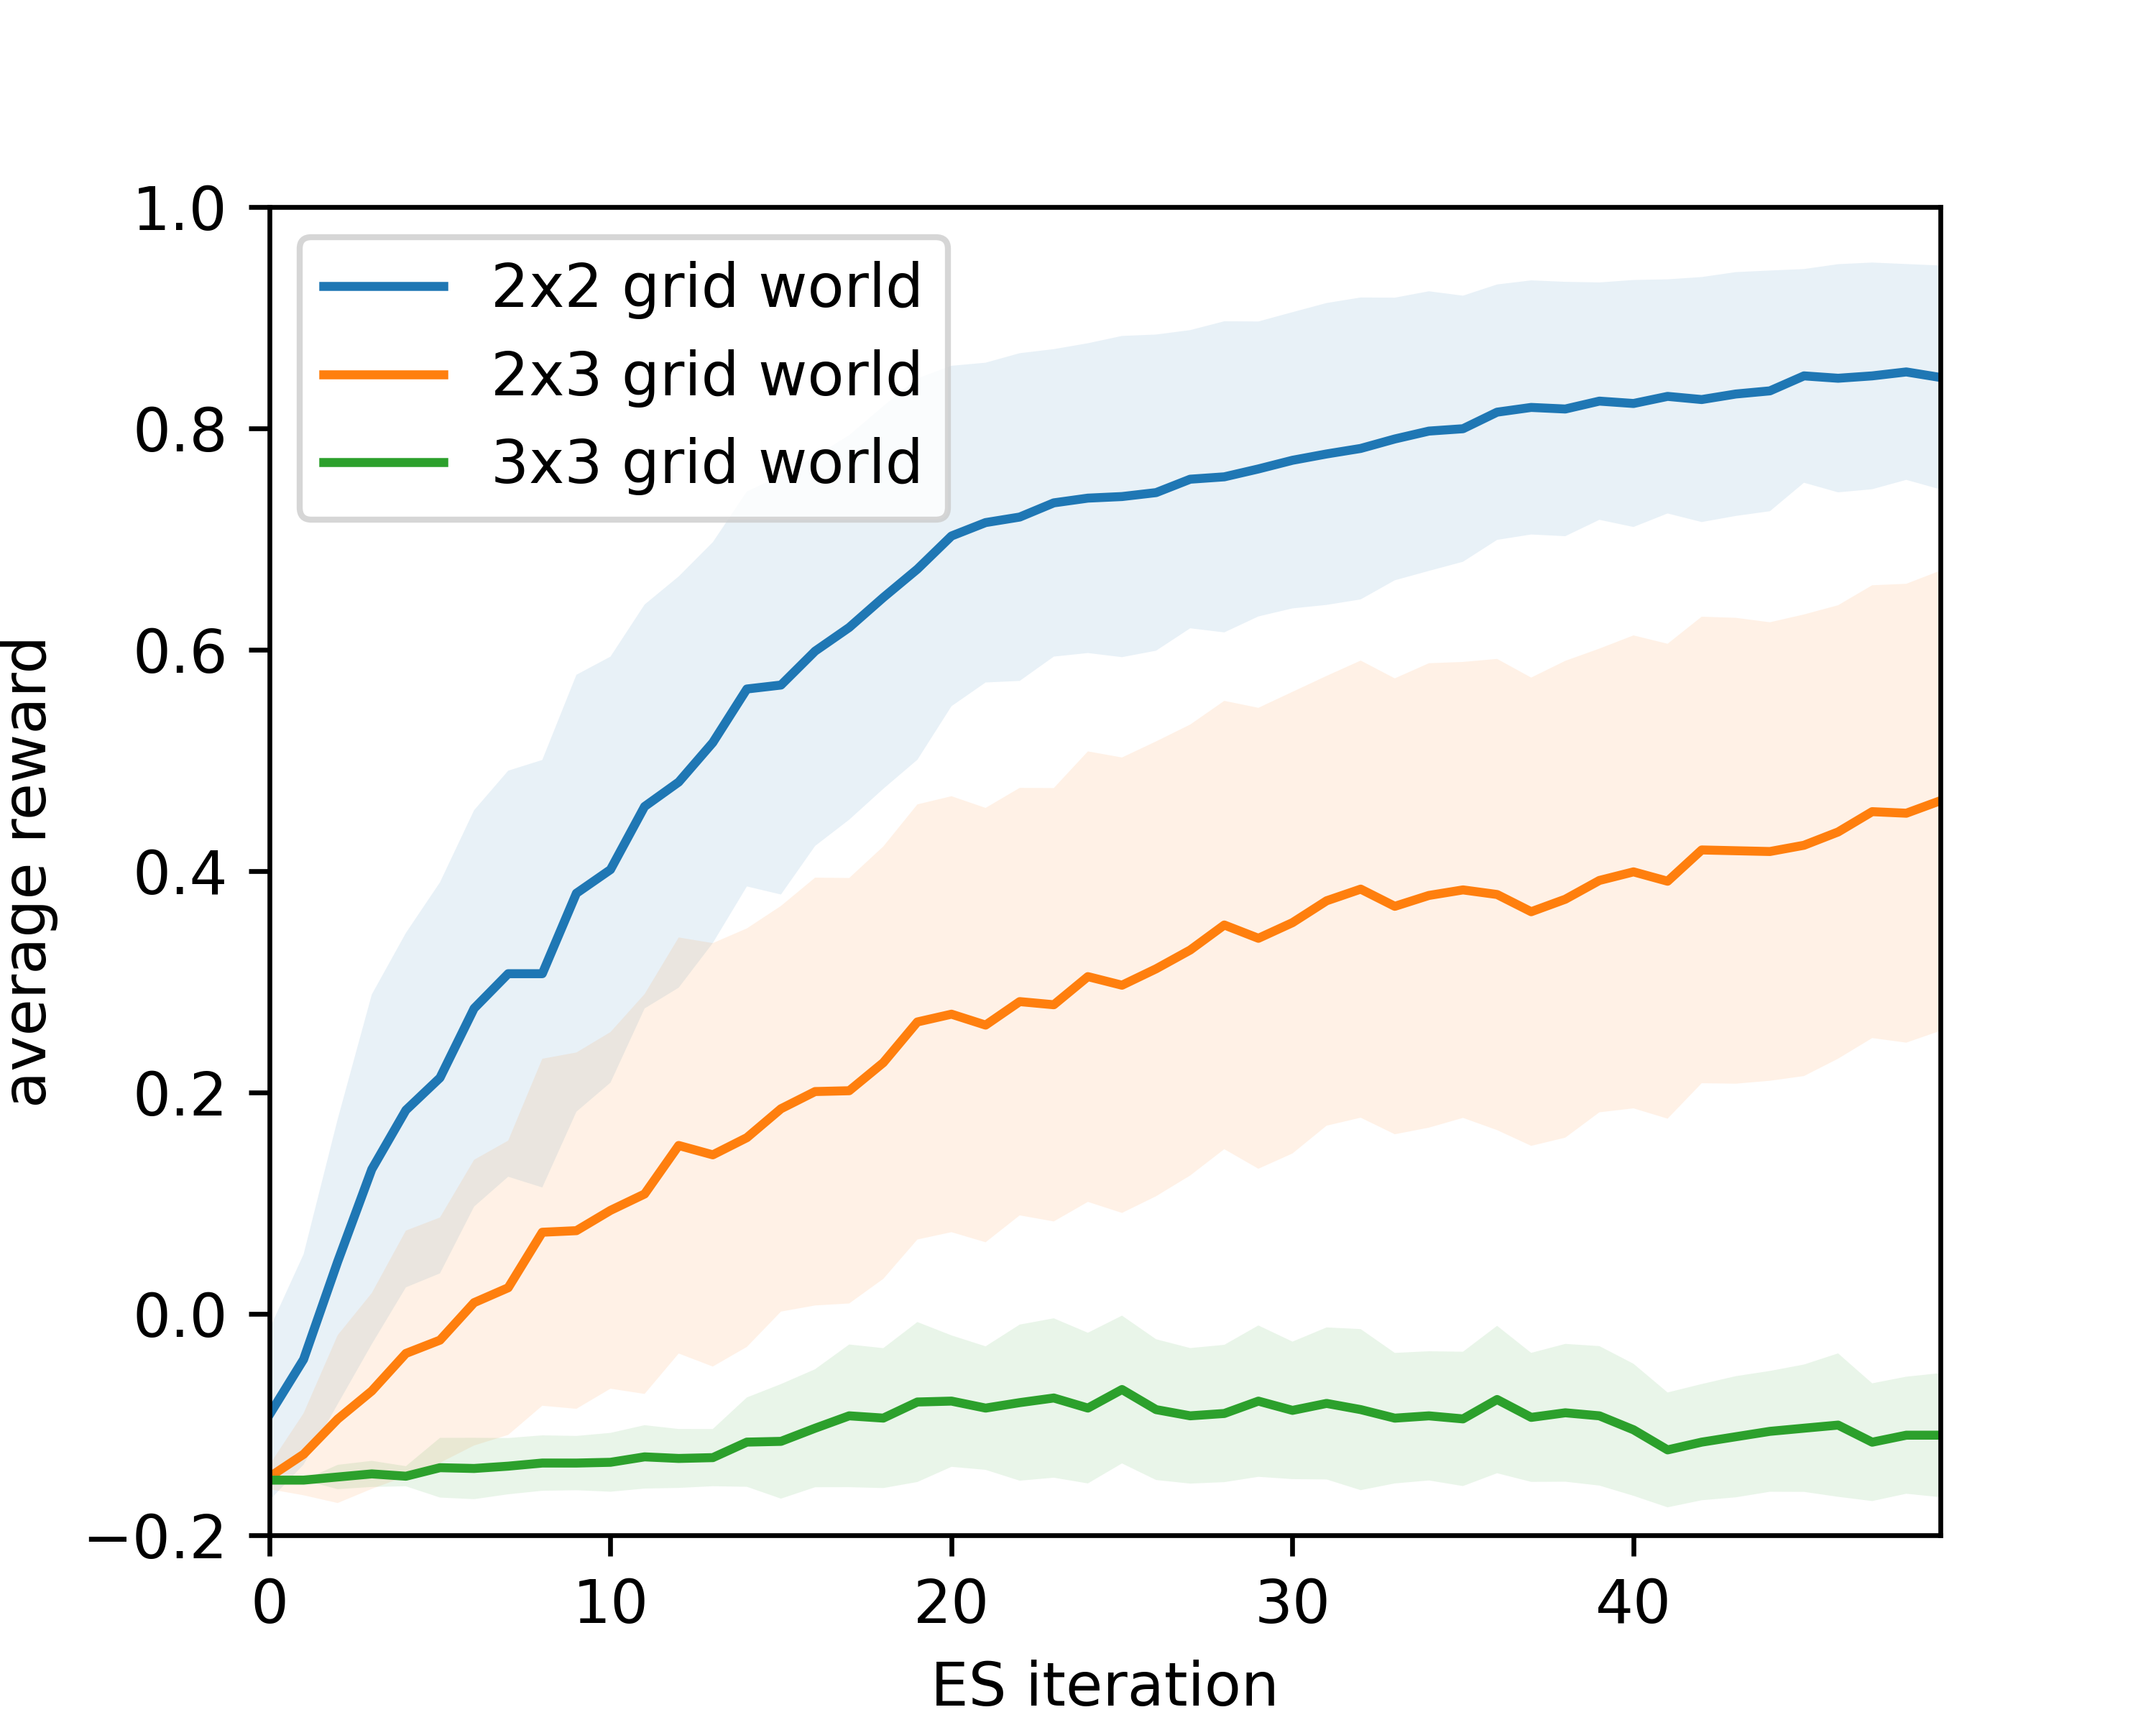 1.0
0.8
0.6
0.4
0.2
0.0
−0.2
average reward
2x2 grid world
2x3 grid world
3x3 grid world
0 10 20 30 40
ES iteration